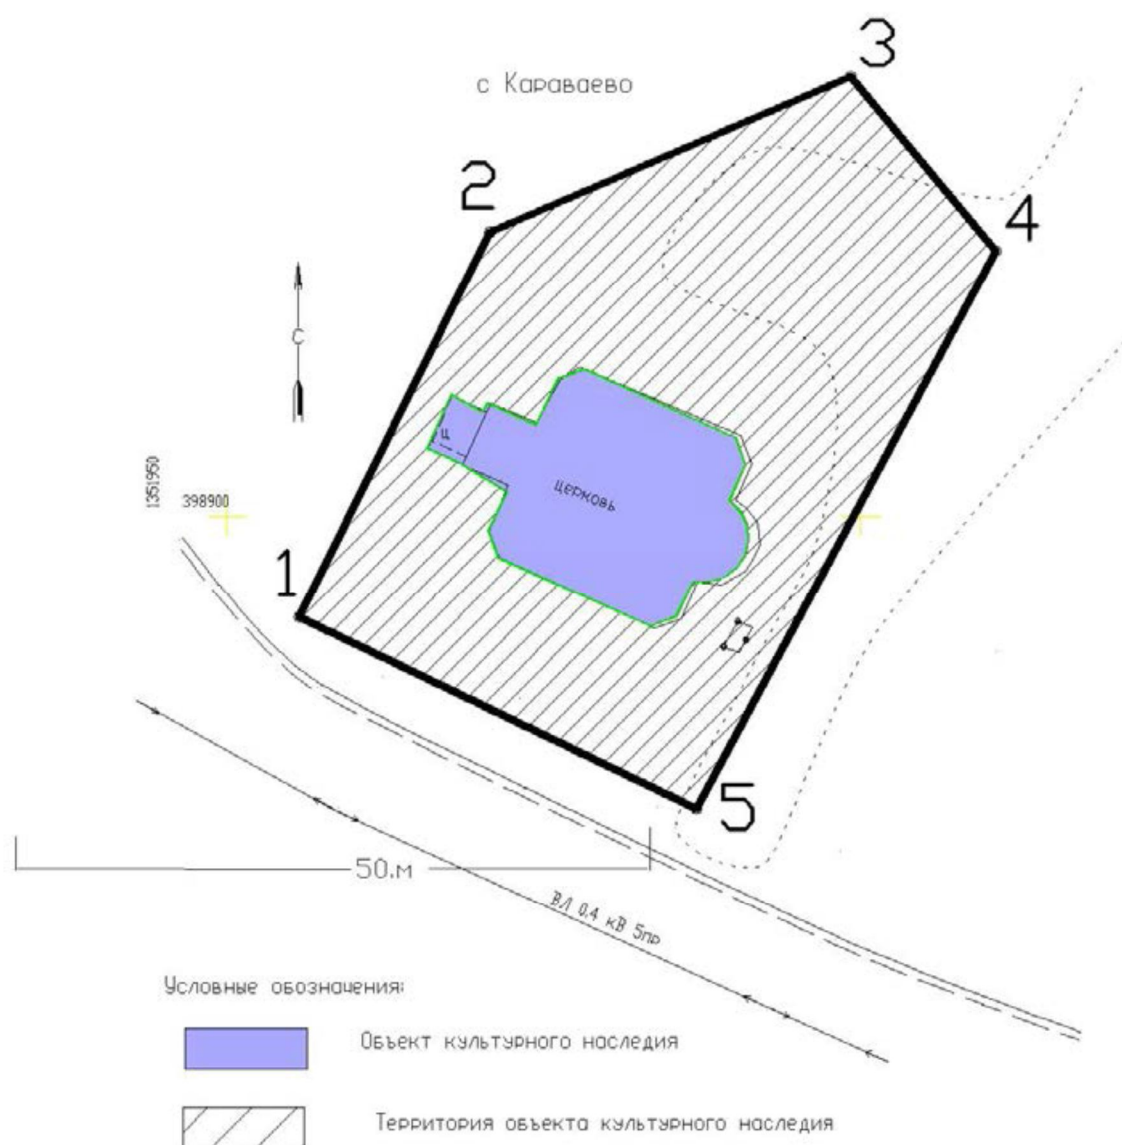 3
с Караваево
2
4
С
1351950
398900
церковь
1
5
50.м
ВЛ 0,4 кВ 5пр
Условные обозначения:
Объект культурного наследия
Территория объекта культурного наследия